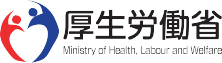 厚生労働省
Ministry of Health, Labour and Welfare